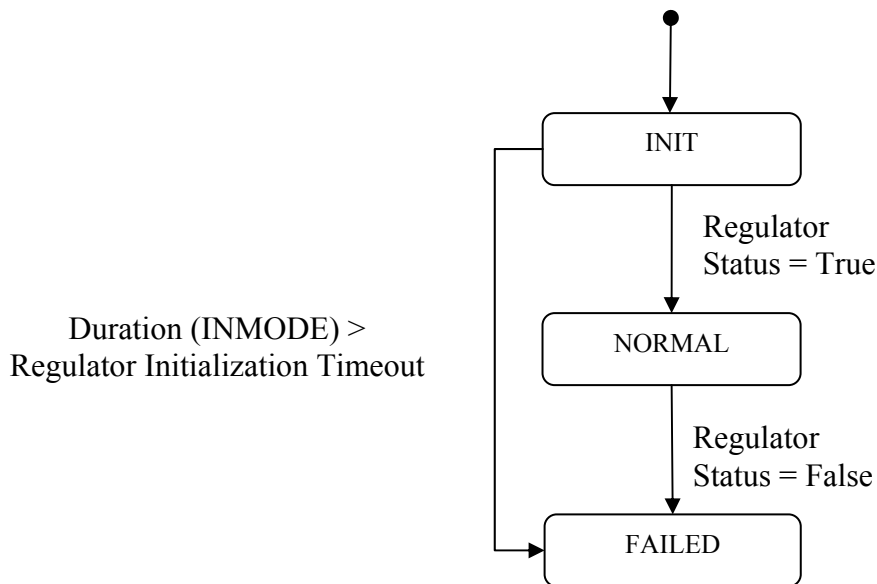 INIT
Regulator
Status = True
Duration (INMODE) >
Regulator Initialization Timeout
NORMAL
Regulator
Status = False
FAILED